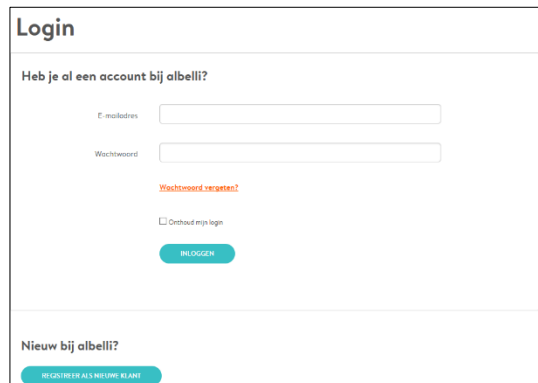 Login
Heb je al een account bij albelli?
E-mailadres
Wachtwoord
Wachtwoord vergeten?
Onthoud mijn login
INLOGGEN
Nieuw bij albelli?
REGISTREER ALS NIEUWE KLANT